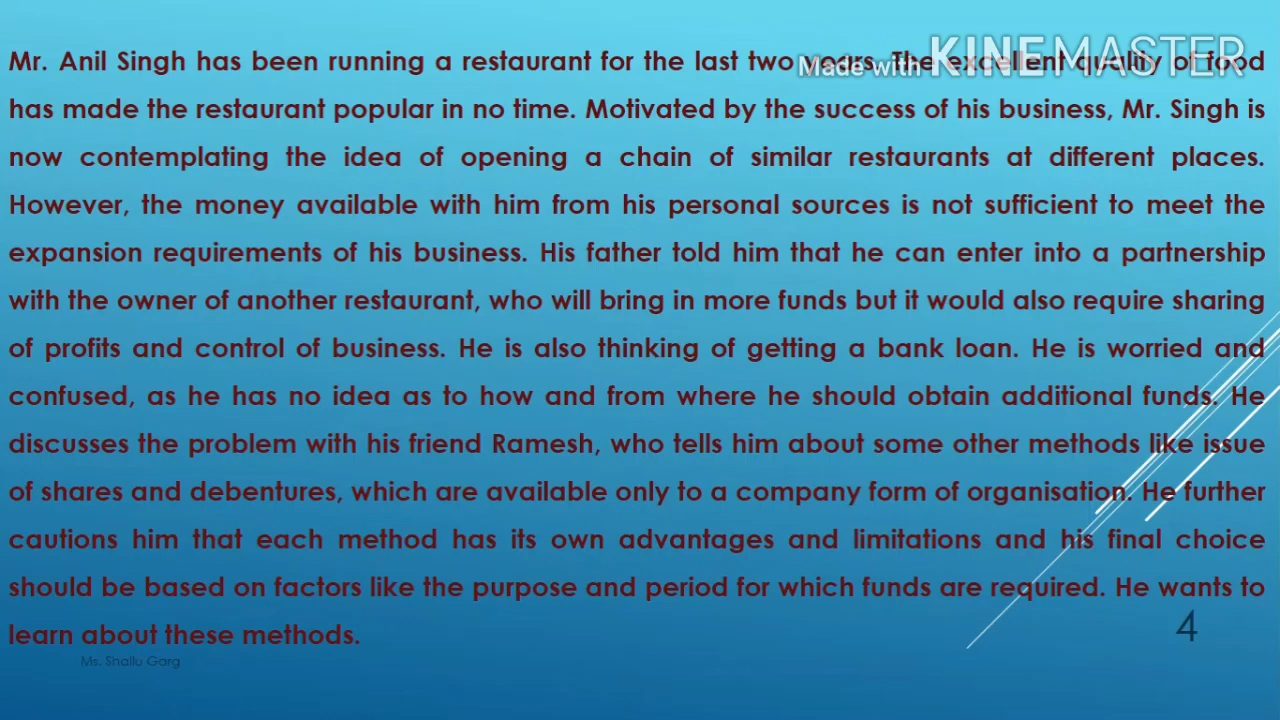 Made with KINEMASTER
Mr. Anil Singh has been running a restaurant for the last two years. The excellent quality of food
has made the restaurant popular in no time. Motivated by the success of his business, Mr. Singh is
now contemplating the idea of opening a chain of similar restaurants at different places.
However, the money available with him from his personal sources is not sufficient to meet the
expansion requirements of his business. His father told him that he can enter into a partnership
with the owner of another restaurant, who will bring in more funds but it would also require sharing
of profits and control of business. He is also thinking of getting a bank loan. He is worried and
confused, as he has no idea as to how and from where he should obtain additional funds. He
discusses the problem with his friend Ramesh, who tells him about some other methods like issue
of shares and debentures, which are available only to a company form of organisation. He further
cautions him that each method has its own advantages and limitations and his final choice
should be based on factors like the purpose and period for which funds are required. He wants to
learn about these methods.
4
Ms. Shallu Garg